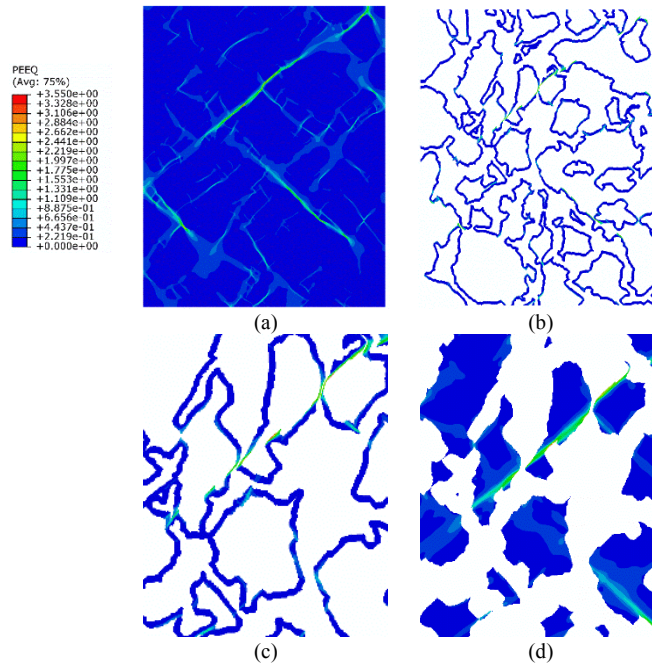 PEEQ
(Avg: 75%)
+3.550e+00
+3.328e+00
+3.106e+00
+2.884e+00
+2.662e+00
+2.441e+00
+2.219e+00
+1.997e+00
+1.775e+00
+1.553e+00
+1.331e+00
+1.109e+00
+8.875e-01
+6.656e-01
+4.437e-01
+2.219e-01
+0.000e+00
(a)
(b)
(c)
(d)